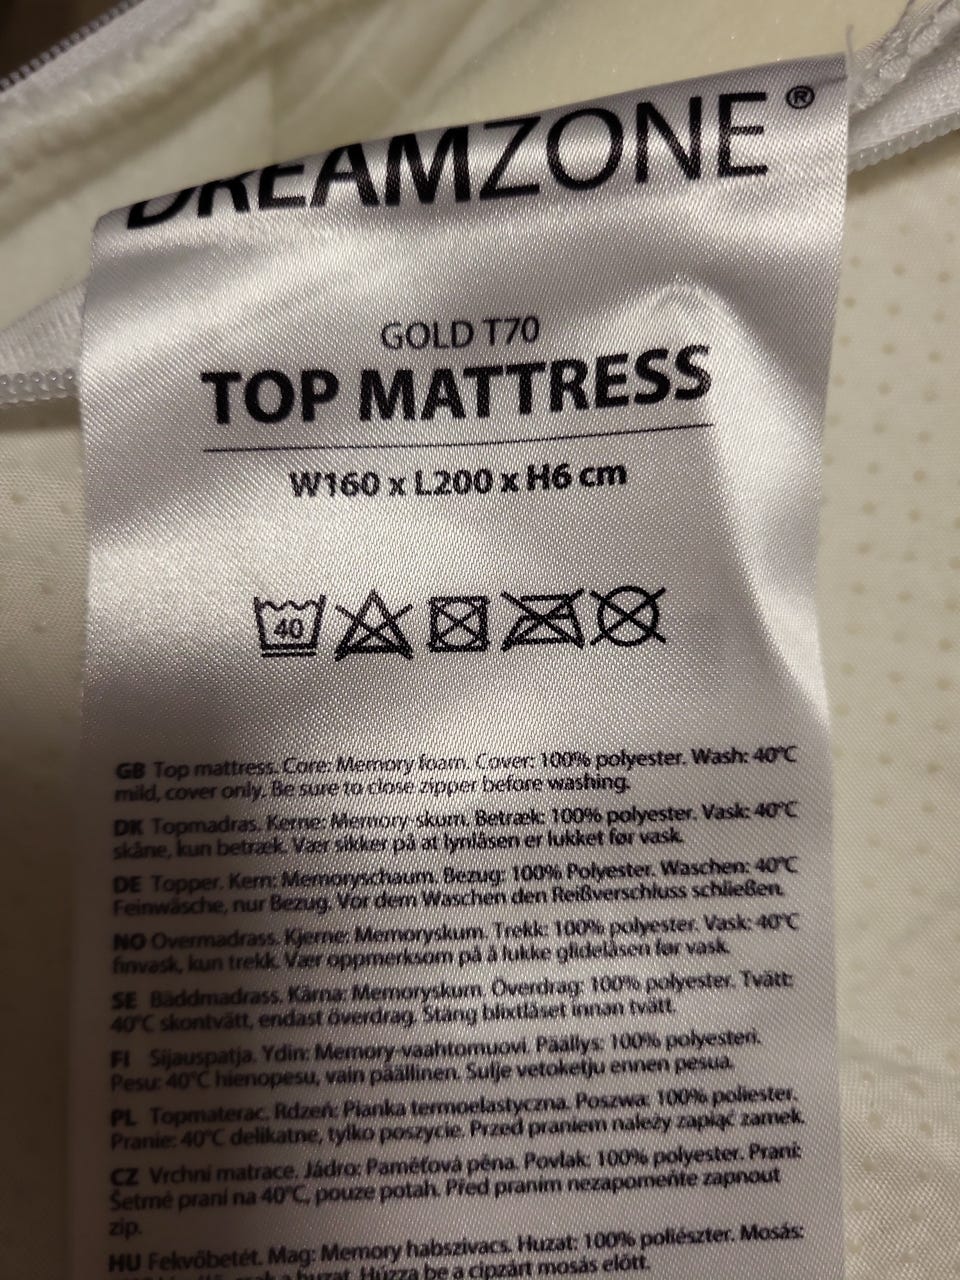 DREAMZONE®
GOLD T70
TOP MATTRESS
W160 x L200 x H6 cm
40
GB Top mattress. Core: Memory foam. Cover: 100% polyester. Wash: 40°C
mild, cover only. Be sure to close zipper before washing.
DK Topmadras. Kerne: Memory-skum. Betræk: 100% polyester. Vask: 40°C
skåne, kun betræk. Vær sikker på at lynlåsen er lukket før vask.
DE Topper. Kern: Memoryschaum. Bezug: 100% Polyester. Waschen: 40°C
Feinwäsche, nur Bezug. Vor dem Waschen den Reißverschluss schließen.
NO Overmadrass. Kjerne: Memoryskum. Trekk: 100% polyester. Vask: 40°C
finvask, kun trekk. Vær oppmerksom på å lukke glidelåsen før vask.
SE Bäddmadrass. Kärna: Memoryskum. Överdrag: 100% polyester. Tvätt:
40°C skontvätt, endast överdrag. Stäng blixtlåset innan tvätt.
FI Sijauspatja. Ydin: Memory-vaahtomuovi. Päällys: 100% polyesteri.
Pesu: 40°C hienopesu, vain päällinen. Sulje vetoketju ennen pesua.
PL Topmaterac. Rdzeń: Pianka termoelastyczna. Poszwa: 100% poliester.
Pranie: 40°C delikatne, tylko poszycie. Przed praniem należy zapiąć zamek.
CZ Vrchní matrace. Jádro: Paměťová pěna. Povlak: 100% polyester. Praní:
Šetrné praní na 40°C, pouze potah. Před praním nezapomeňte zapnout
zip.
HU Fekvőbetét. Mag: Memory habszivacs. Huzat: 100% poliészter. Mosás:
a huzat. Húzza be a cipzárt mosás előtt.